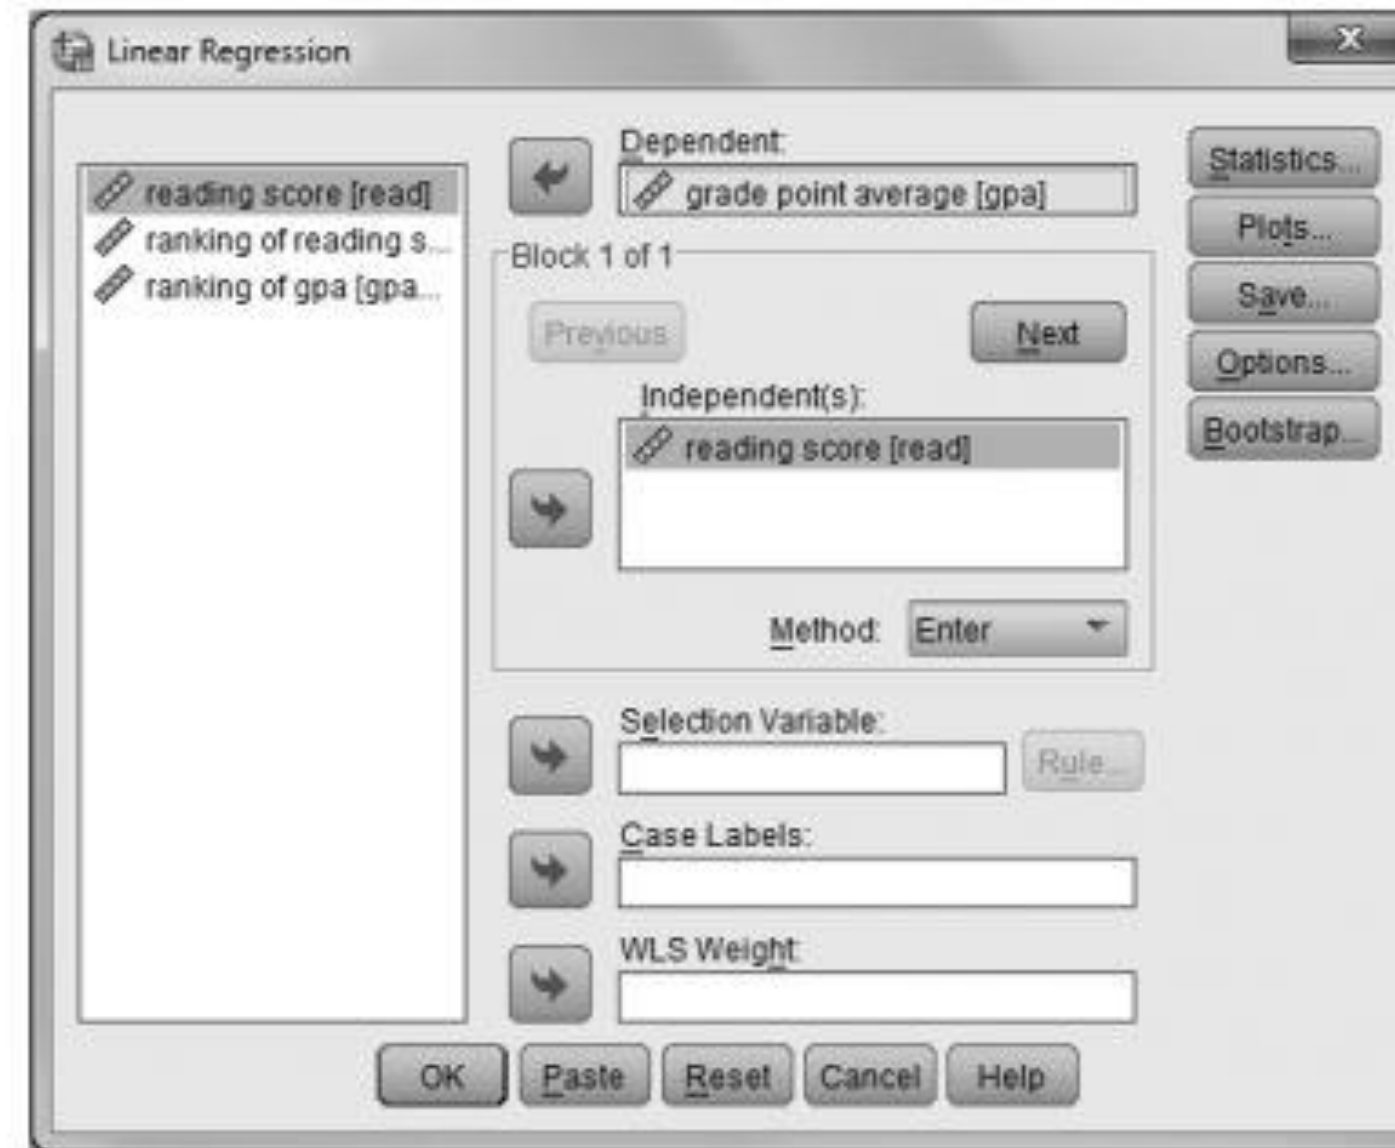 Linear Regression
reading score [read]
ranking of reading s...
ranking of gpa [gpa...
Dependent:
grade point average [gpa]
Block 1 of 1
Previous
Next
Independent(s):
reading score [read]
Method:
Enter
Selection Variable:
Rule...
Case Labels:
WLS Weight:
Statistics...
Plots...
Save...
Options...
Bootstrap...
OK
Paste
Reset
Cancel
Help